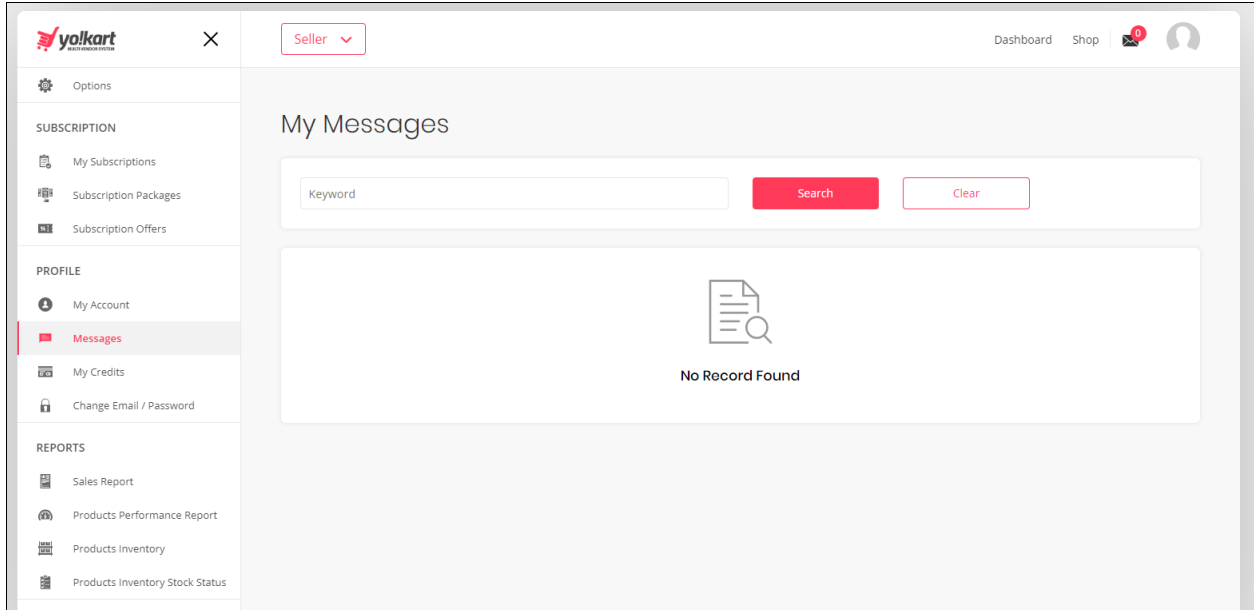 yo!kart
MULTI VENDOR SYSTEM
Seller
Dashboard
Shop
0
Options
SUBSCRIPTION
My Subscriptions
Subscription Packages
Subscription Offers
PROFILE
My Account
Messages
My Credits
Change Email / Password
REPORTS
Sales Report
Products Performance Report
Products Inventory
Products Inventory Stock Status
My Messages
Keyword
Search
Clear
No Record Found